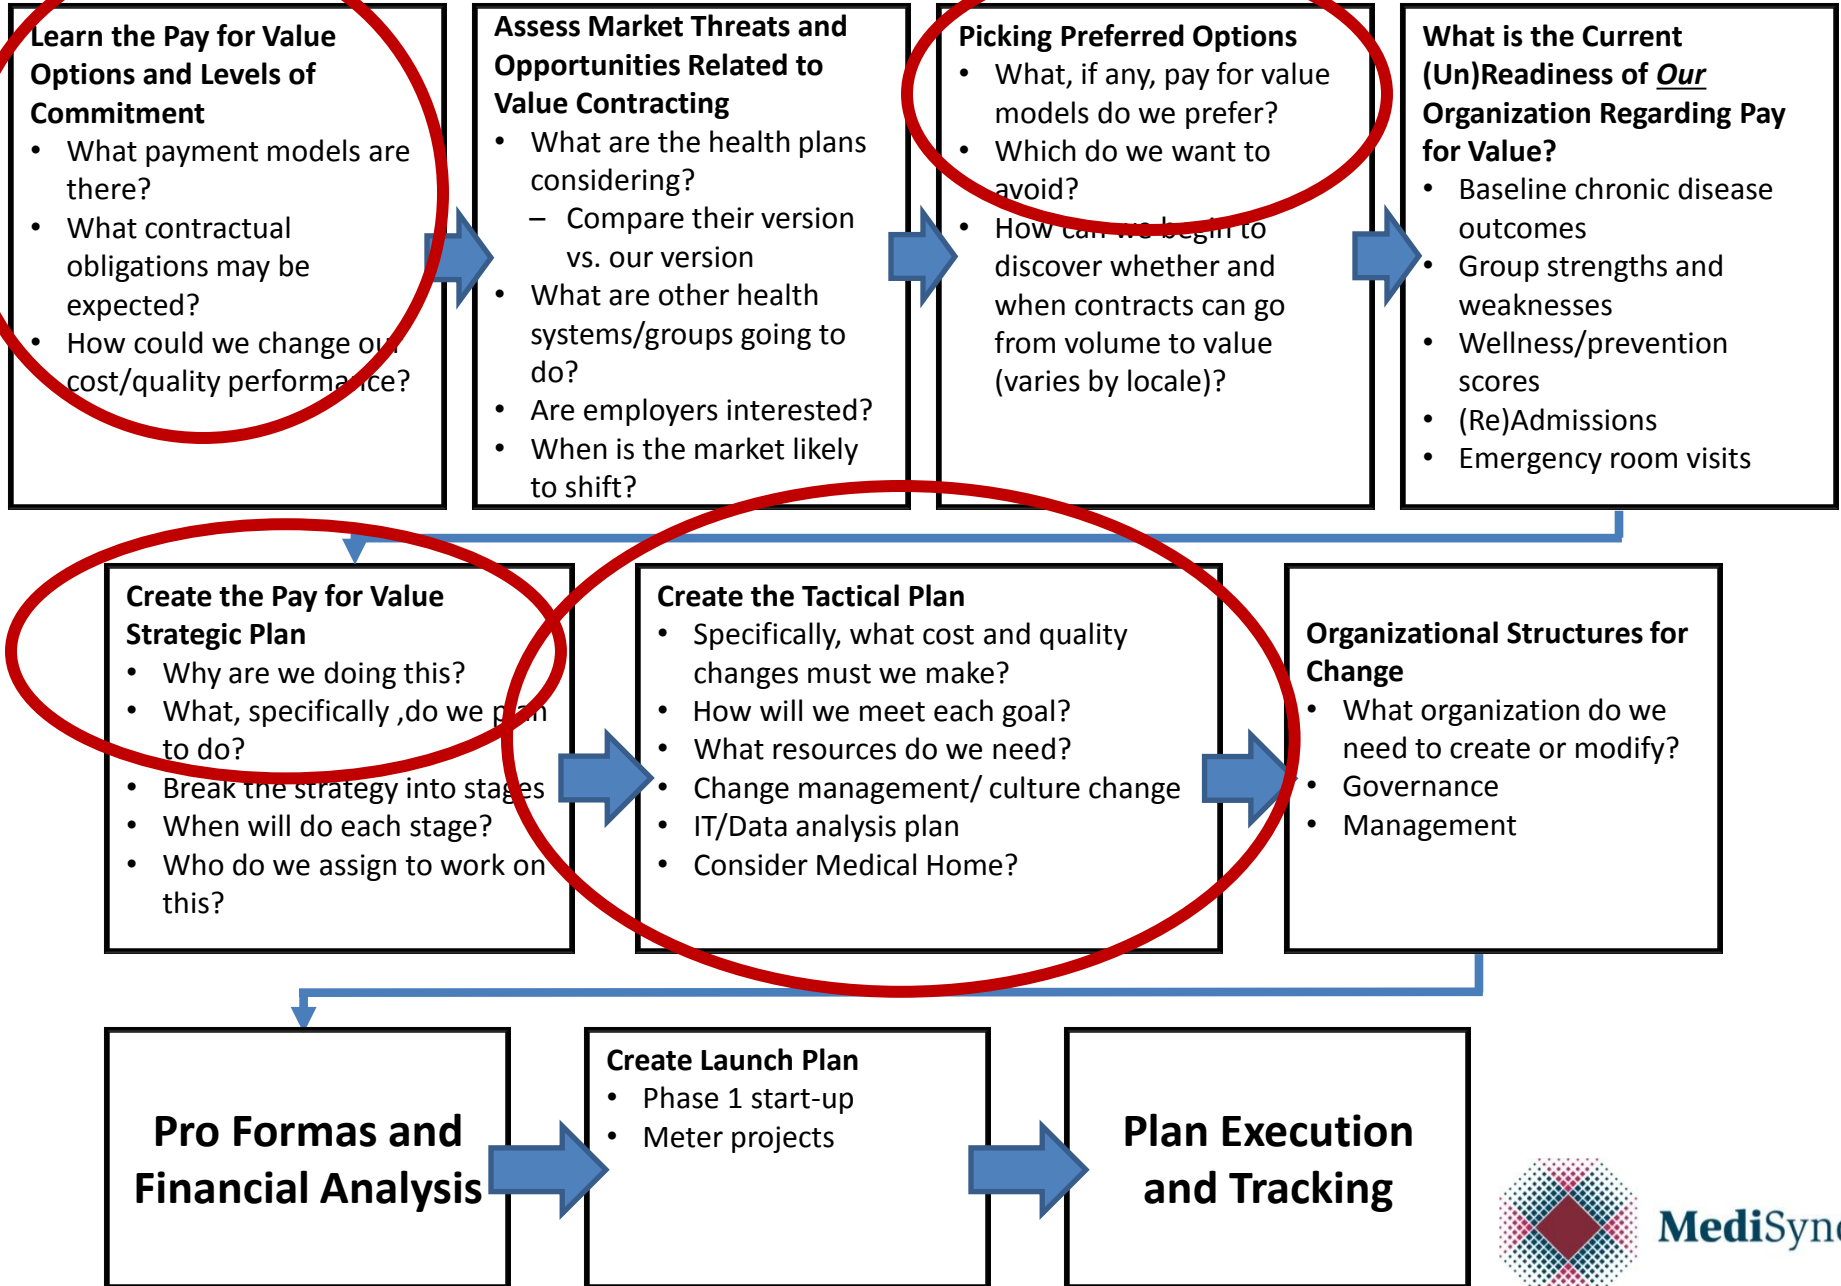 Learn the Pay for Value
Options and Levels of
Commitment
• What payment models are
there?
• What contractual
obligations may be
expected?
• How could we change our
cost/quality performance?
Assess Market Threats and
Opportunities Related to
Value Contracting
• What are the health plans
considering?
– Compare their version
vs. our version
• What are other health
systems/groups going to
do?
• Are employers interested?
• When is the market likely
to shift?
Picking Preferred Options
• What, if any, pay for value
models do we prefer?
• Which do we want to
avoid?
• How can we begin to
discover whether and
when contracts can go
from volume to value
(varies by locale)?
What is the Current
(Un)Readiness of Our
Organization Regarding Pay
for Value?
• Baseline chronic disease
outcomes
• Group strengths and
weaknesses
• Wellness/prevention
scores
• (Re)Admissions
• Emergency room visits
Create the Pay for Value
Strategic Plan
• Why are we doing this?
• What, specifically ,do we plan
to do?
• Break the strategy into stages
• When will do each stage?
• Who do we assign to work on
this?
Create the Tactical Plan
• Specifically, what cost and quality
changes must we make?
• How will we meet each goal?
• What resources do we need?
• Change management/ culture change
• IT/Data analysis plan
• Consider Medical Home?
Organizational Structures for
Change
• What organization do we
need to create or modify?
• Governance
• Management
Pro Formas and
Financial Analysis
Create Launch Plan
• Phase 1 start-up
• Meter projects
Plan Execution
and Tracking